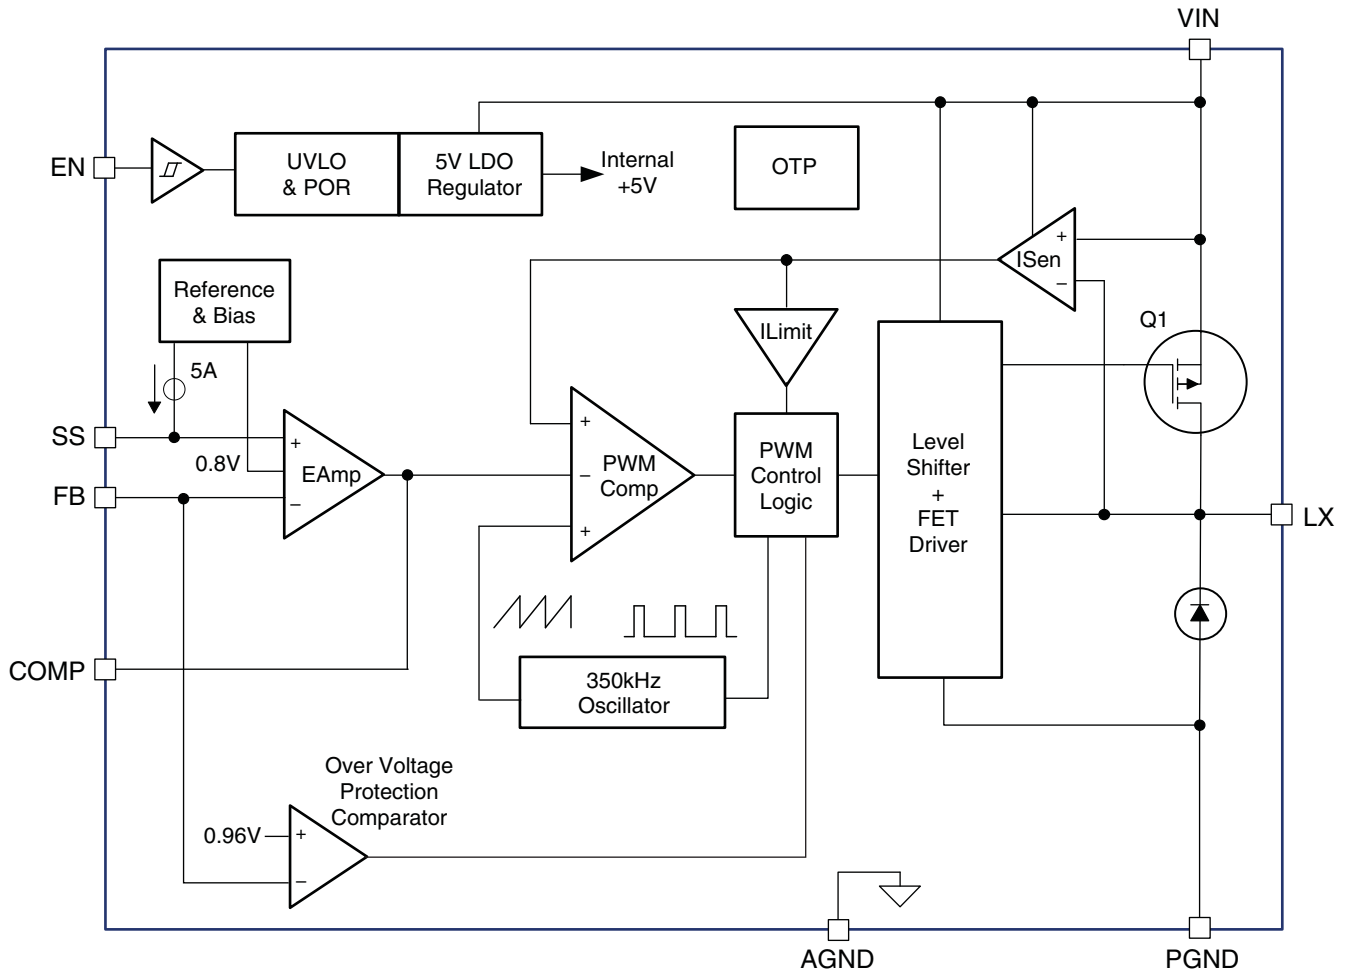 VIN
EN
UVLO
& POR
5V LDO
Regulator
Internal
+5V
OTP
+
ISen
−
Reference
& Bias
ILimit
Q1
5A
SS
+
0.8V
EAmp
FB
−
+
PWM
Comp
−
+
PWM
Control
Logic
Level
Shifter
+
FET
Driver
LX
COMP
350kHz
Oscillator
Over Voltage
Protection
Comparator
0.96V
+
−
AGND
PGND